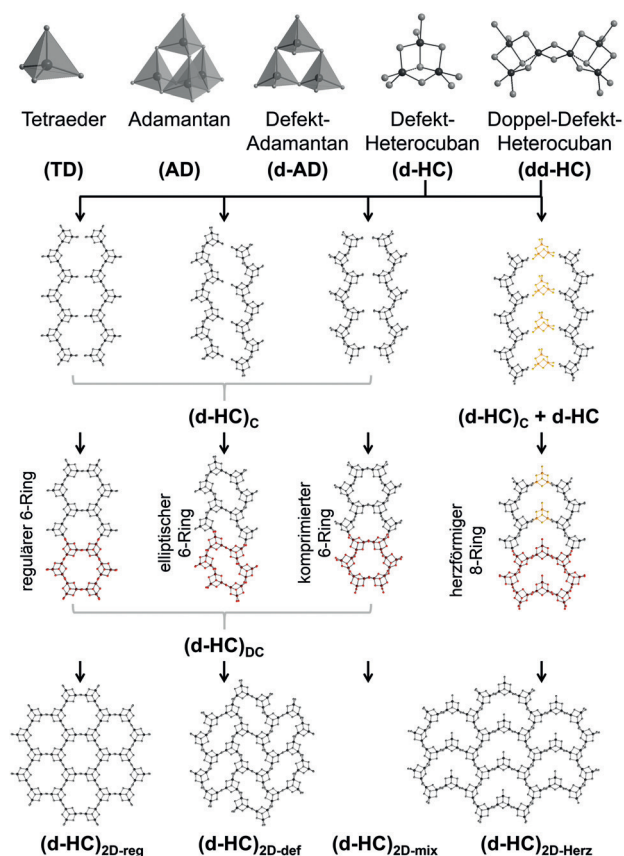 Tetraeder
Adamantan
Defekt-
Adamantan
Defekt-
Heterocuban
Doppel-Defekt-
Heterocuban
(TD)
(AD)
(d-AD)
(d-HC)
(dd-HC)
(d-HC)C
(d-HC)C + d-HC
regulärer 6-Ring
elliptischer
6-Ring
komprimierter
6-Ring
herzförmiger
8-Ring
(d-HC)DC
(d-HC)2D-reg
(d-HC)2D-def
(d-HC)2D-mix
(d-HC)2D-Herz